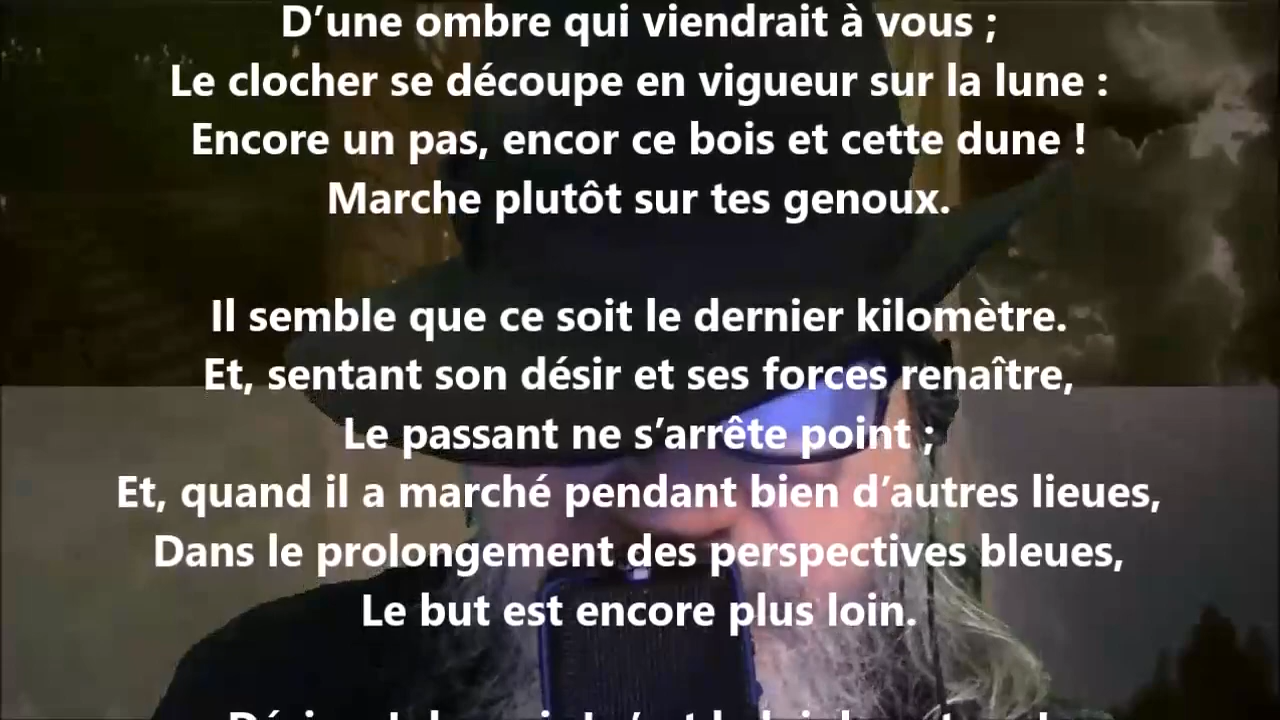 D’une ombre qui viendrait à vous ;
Le clocher se découpe en vigueur sur la lune :
Encore un pas, encor ce bois et cette dune !
Marche plutôt sur tes genoux.
Il semble que ce soit le dernier kilomètre.
Et, sentant son désir et ses forces renaître,
Le passant ne s’arrête point ;
Et, quand il a marché pendant bien d’autres lieues,
Dans le prolongement des perspectives bleues,
Le but est encore plus loin.